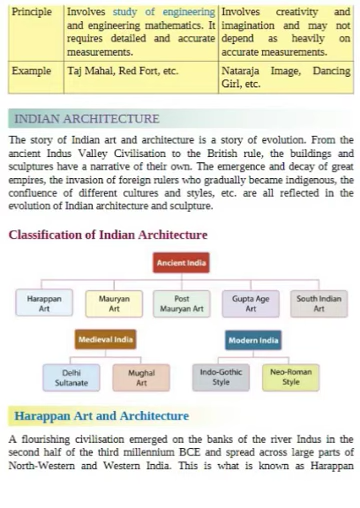 Principle
Involves study of engineering
and engineering mathematics. It
requires detailed and accurate
measurements.
Involves creativity and
imagination and may not
depend as heavily on
accurate measurements.
Example
Taj Mahal, Red Fort, etc.
Nataraja Image, Dancing
Girl, etc.
INDIAN ARCHITECTURE
The story of Indian art and architecture is a story of evolution. From the
ancient Indus Valley Civilisation to the British rule, the buildings and
sculptures have a narrative of their own. The emergence and decay of great
empires, the invasion of foreign rulers who gradually became indigenous, the
confluence of different cultures and styles, etc. are all reflected in the
evolution of Indian architecture and sculpture.
Classification of Indian Architecture
Ancient India
Harappan
Art
Mauryan
Art
Post
Mauryan Art
Gupta Age
Art
South Indian
Art
Medieval India
Modern India
Delhi
Sultanate
Mughal
Art
Indo-Gothic
Style
Neo-Roman
Style
Harappan Art and Architecture
A flourishing civilisation emerged on the banks of the river Indus in the
second half of the third millennium BCE and spread across large parts of
North-Western and Western India. This is what is known as Harappan